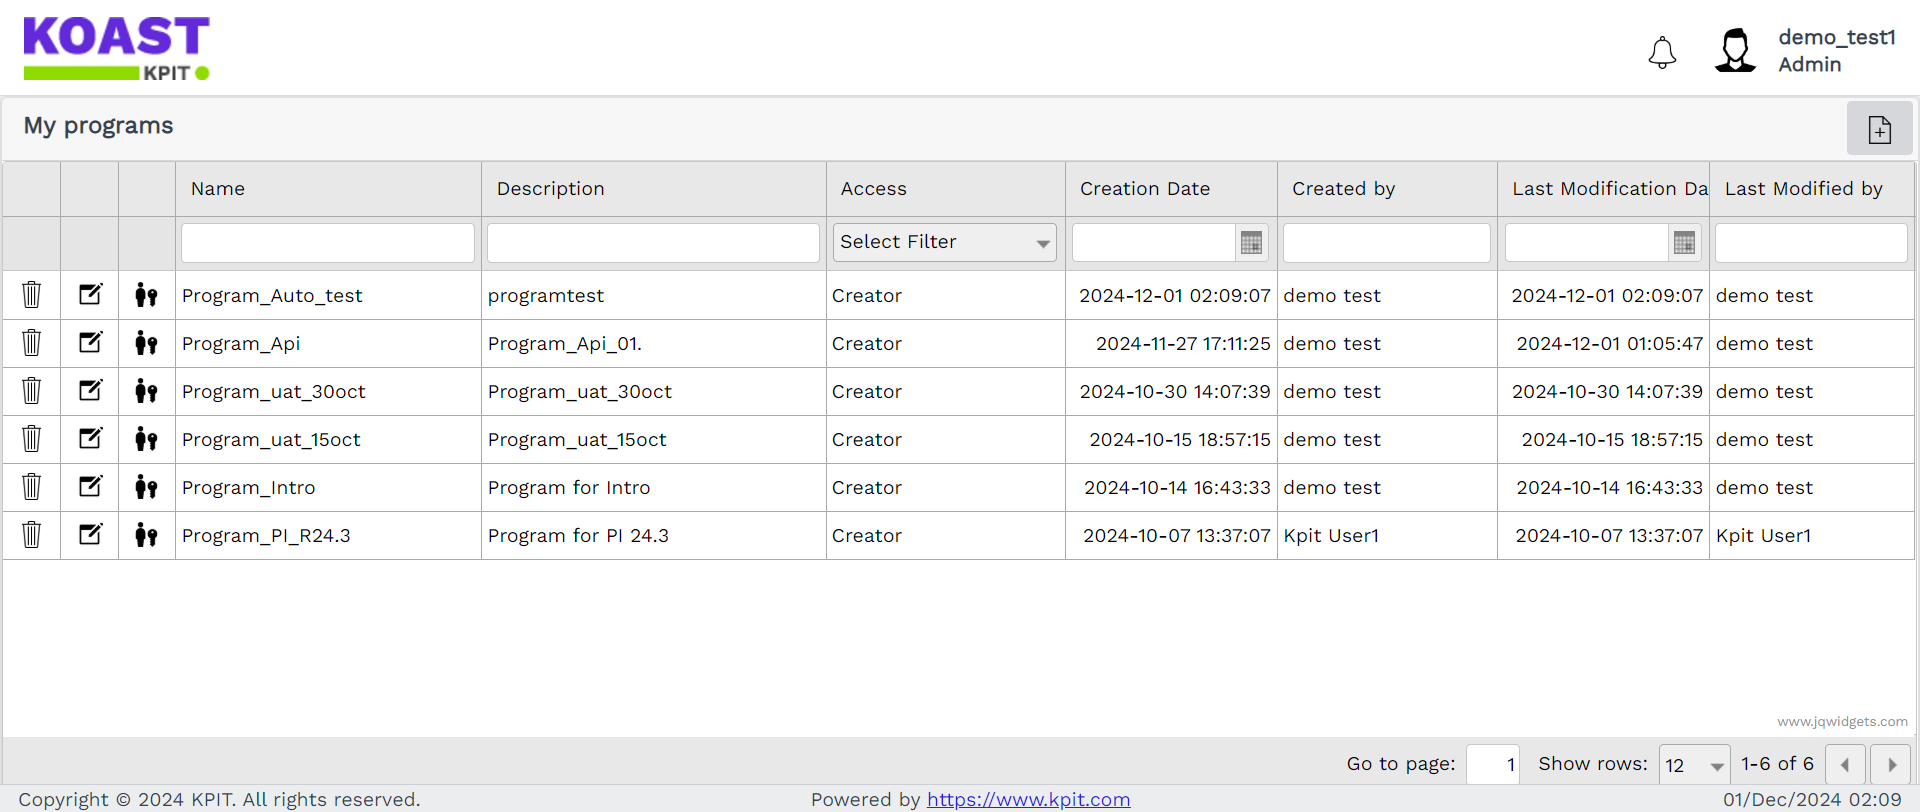 KOAST
KPIT
demo_test1
Admin
My programs
Name Description Access Creation Date Created by Last Modification Da Last Modified by
Select Filter
Program_Auto_test programtest Creator 2024-12-01 02:09:07 demo test 2024-12-01 02:09:07 demo test
Program_Api Program_Api_01. Creator 2024-11-27 17:11:25 demo test 2024-12-01 01:05:47 demo test
Program_uat_30oct Program_uat_30oct Creator 2024-10-30 14:07:39 demo test 2024-10-30 14:07:39 demo test
Program_uat_15oct Program_uat_15oct Creator 2024-10-15 18:57:15 demo test 2024-10-15 18:57:15 demo test
Program_Intro Program for Intro Creator 2024-10-14 16:43:33 demo test 2024-10-14 16:43:33 demo test
Program_PI_R24.3 Program for PI 24.3 Creator 2024-10-07 13:37:07 Kpit User1 2024-10-07 13:37:07 Kpit User1
www.jqwidgets.com
Go to page: 1 Show rows: 12 1-6 of 6
Copyright © 2024 KPIT. All rights reserved. Powered by https://www.kpit.com 01/Dec/2024 02:09